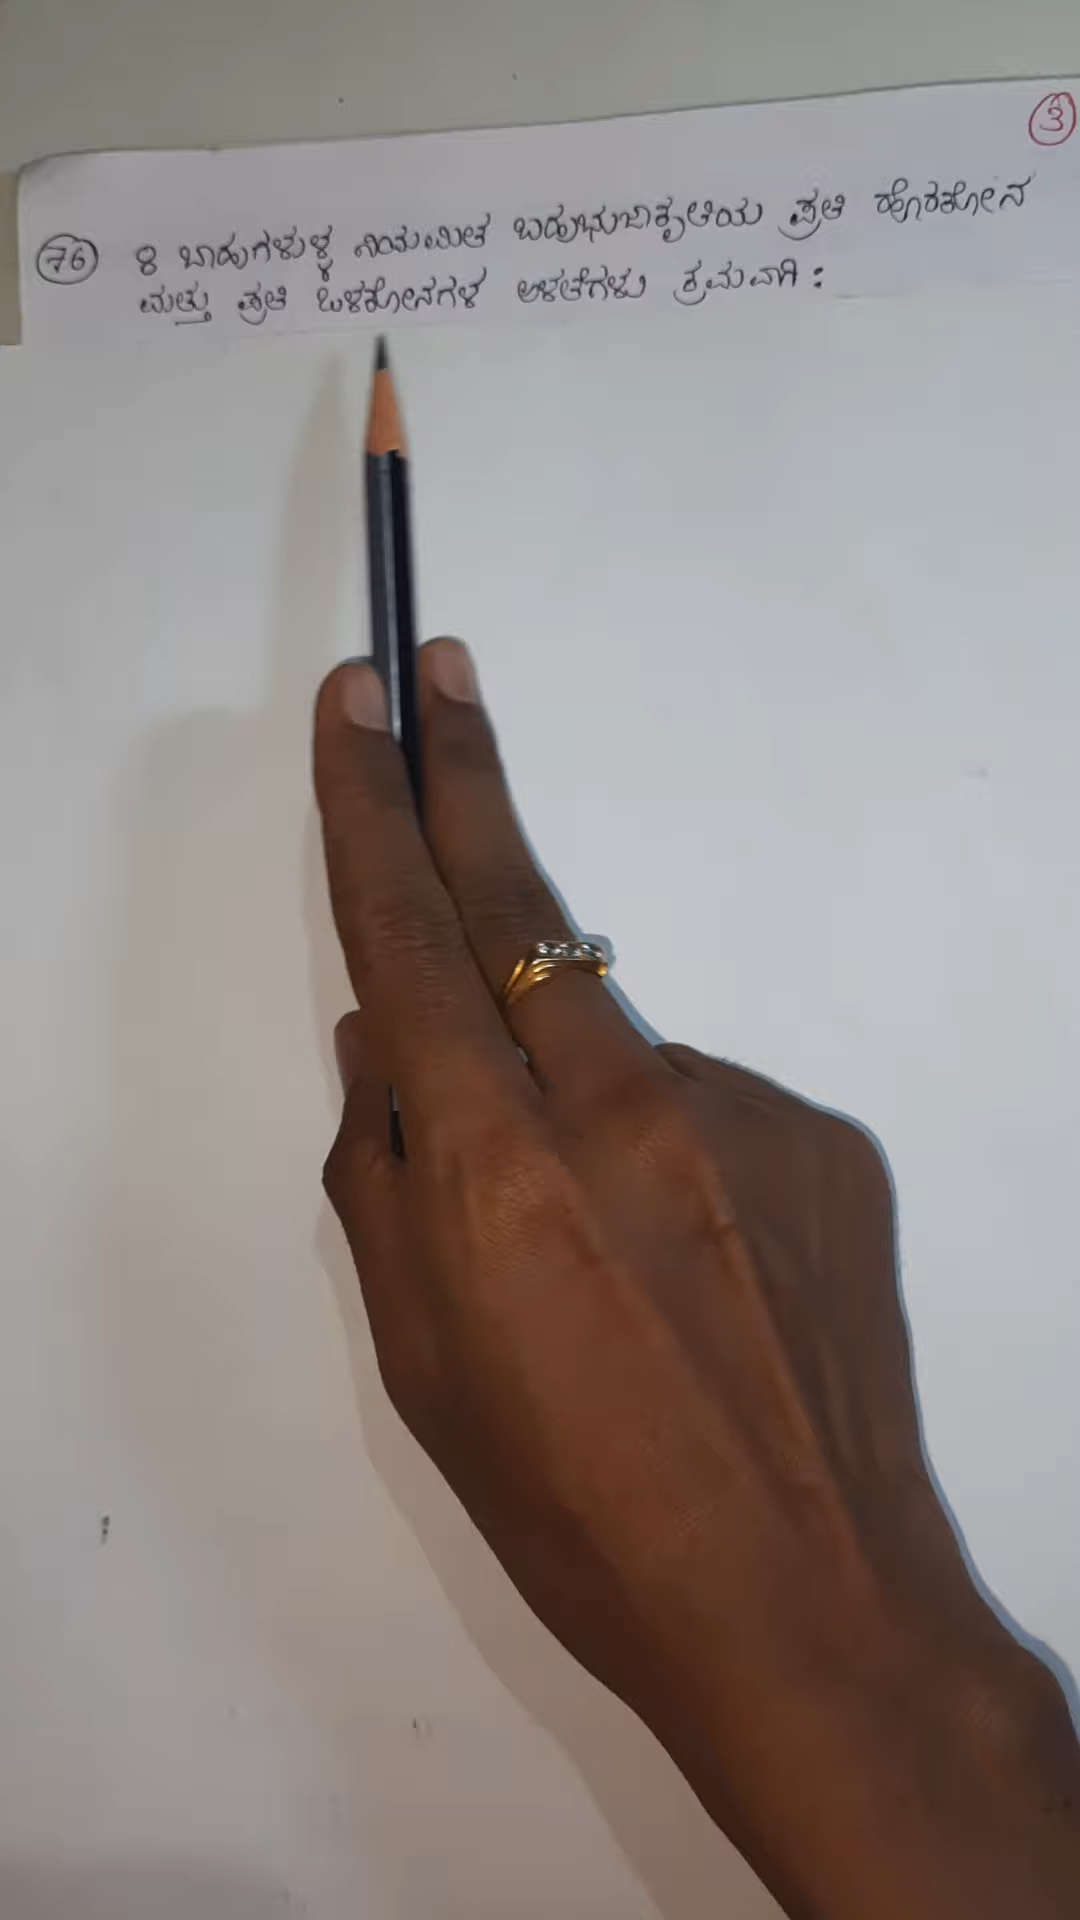 3
76 8 ಬಾಹುಗಳುಳ್ಳ ನಿಯಮಿತ ಬಹುಭುಜಾಕೃತಿಯ ಪ್ರತಿ ಹೊರಕೋನ
ಮತ್ತು ಪ್ರತಿ ಒಳಕೋನಗಳ ಅಳತೆಗಳು ಕ್ರಮವಾಗಿ :